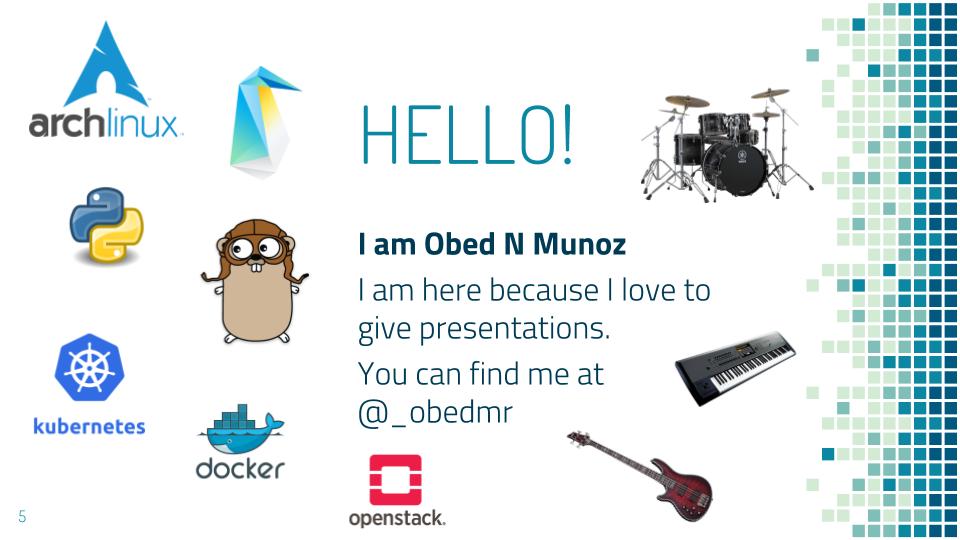 archlinux
HELLO!
I am Obed N Munoz
I am here because I love to
give presentations.
You can find me at
@_obedmr
kubernetes
docker
openstack.
5